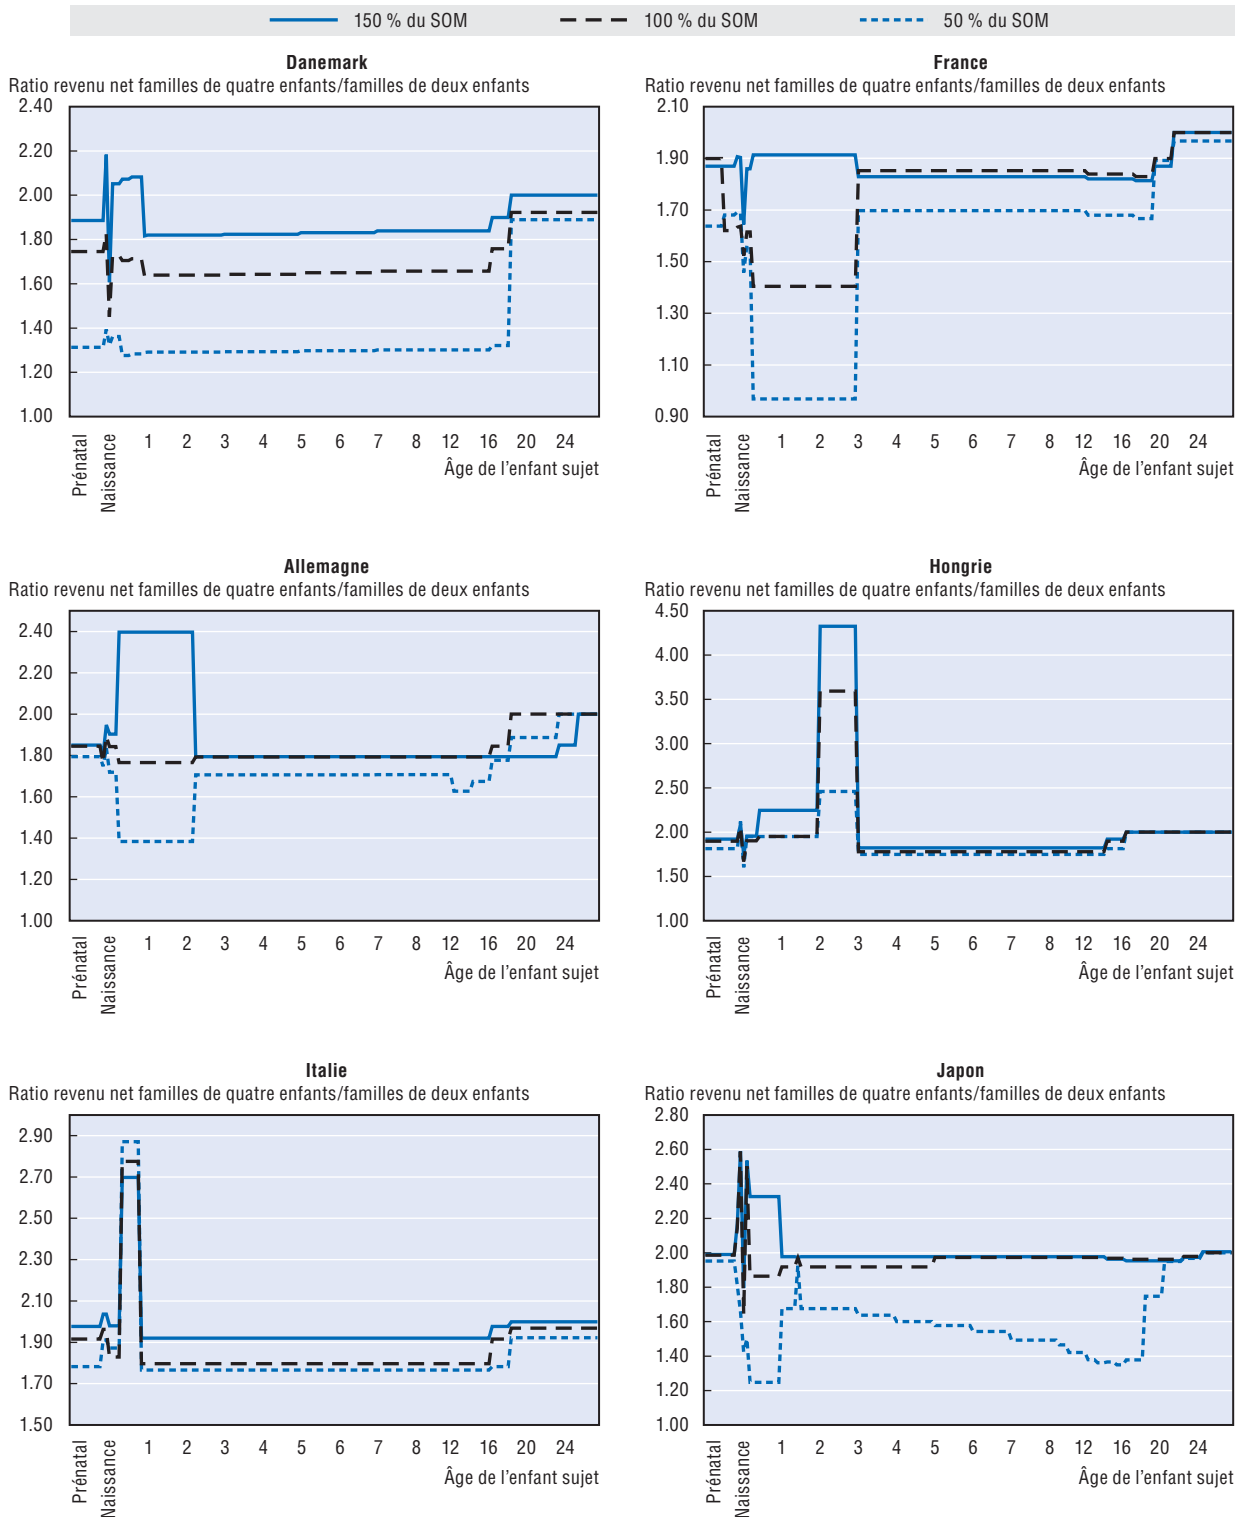 150 % du SOM 100 % du SOM 50 % du SOM
Danemark
Ratio revenu net familles de quatre enfants/familles de deux enfants
2.40
2.20
2.00
1.80
1.60
1.40
1.20
1.00
Prénatal Naissance 1 2 3 4 5 6 7 8 12 16 20 24
Âge de l'enfant sujet
France
Ratio revenu net familles de quatre enfants/familles de deux enfants
2.10
1.90
1.70
1.50
1.30
1.10
0.90
Prénatal Naissance 1 2 3 4 5 6 7 8 12 16 20 24
Âge de l'enfant sujet
Allemagne
Ratio revenu net familles de quatre enfants/familles de deux enfants
2.40
2.20
2.00
1.80
1.60
1.40
1.20
1.00
Prénatal Naissance 1 2 3 4 5 6 7 8 12 16 20 24
Âge de l'enfant sujet
Hongrie
Ratio revenu net familles de quatre enfants/familles de deux enfants
4.50
4.00
3.50
3.00
2.50
2.00
1.50
1.00
Prénatal Naissance 1 2 3 4 5 6 7 8 12 16 20 24
Âge de l'enfant sujet
Italie
Ratio revenu net familles de quatre enfants/familles de deux enfants
2.90
2.70
2.50
2.30
2.10
1.90
1.70
1.50
Prénatal Naissance 1 2 3 4 5 6 7 8 12 16 20 24
Âge de l'enfant sujet
Japon
Ratio revenu net familles de quatre enfants/familles de deux enfants
2.80
2.60
2.40
2.20
2.00
1.80
1.60
1.40
1.20
1.00
Prénatal Naissance 1 2 3 4 5 6 7 8 12 16 20 24
Âge de l'enfant sujet